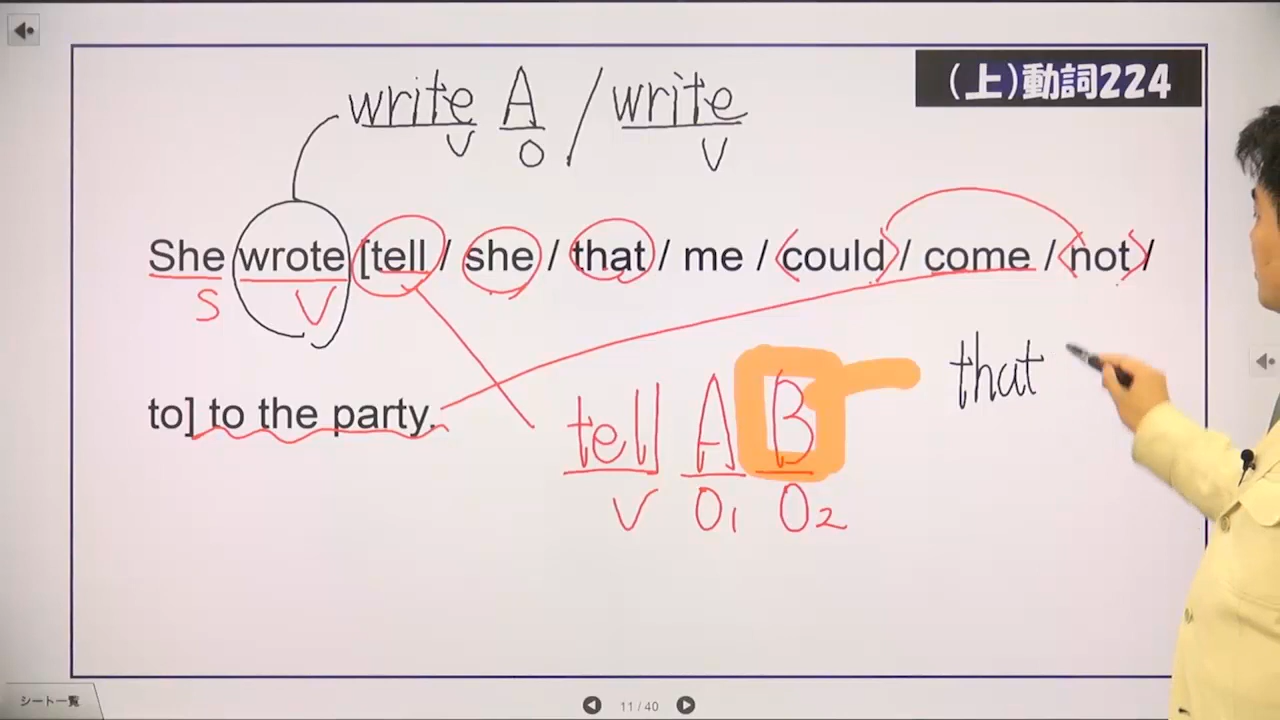 (上)動詞224
write A / write
V O V
She wrote [tell / she / that / me / could / come / not /
S V
that
to] to the party.
tell A B
V O1 O2
シート一覧
11 / 40